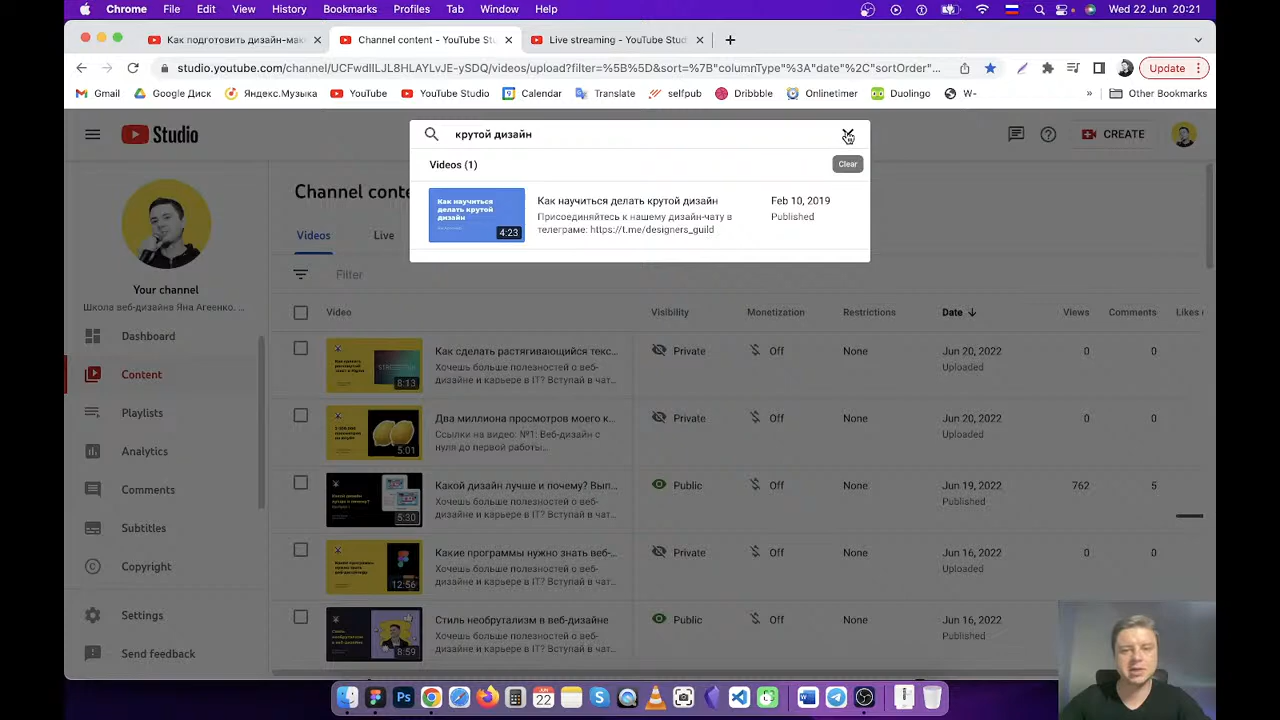 Chrome File Edit View History Bookmarks Profiles Tab Window Help Wed 22 Jun 20:21
Как подготовить дизайн-мак Channel content - YouTube Stu Live streaming - YouTube Studio
studio.youtube.com/channel/UCFwdIILJL8HLAYLvJE-ySDQ/videos/upload?filter=%5B%5D&sort=%7B"columnType"%3A"date"%2C"sortOrder"... Update
Gmail Google Диск Яндекс.Музыка YouTube YouTube Studio Calendar Translate selfpub Dribbble Onlinetimer Duolingo W- » Other Bookmarks
Studio
крутой дизайн
CREATE
Videos (1)
Clear
Как научиться делать крутой дизайн
4:23
Как научиться делать крутой дизайн
Присоединяйтесь к нашему дизайн-чату в
телеграме: https://t.me/designers_guild
Feb 10, 2019
Published
Channel conte
Videos Live
Filter
Your channel
Школа веб-дизайна Яна Агеенко. ...
Dashboard
Content
Playlists
Analytics
Comments
Subtitles
Copyright
Settings
Send feedback
Video Visibility Monetization Restrictions Date Views Comments Likes
8:13
Как сделать растягивающийся текс...
Хочешь больше полезностей о веб-
дизайне и карьере в IT? Вступай в чат...
Private Off None Jun 20, 2022 0 0
Uploaded
5:01
Два миллиона просмотров моего к...
Ссылки на видео: №1: Веб-дизайн с
нуля до первой работы...
Private Off None Jun 20, 2022 0 0
Uploaded
5:30
Какой дизайн лучше и почему? Вып...
Хочешь больше полезностей о веб-
дизайне и карьере в IT? Вступай в чат...
Public Off None Jun 19, 2022 762 5
Published
12:56
Какие программы нужно знать веб-...
Хочешь больше полезностей о веб-
дизайне и карьере в IT? Вступай в чат...
Private Off None Jun 16, 2022 0 0
Uploaded
Стиль необрутализм в веб-дизайне
8:59
Стиль необрутализм в веб-дизайне
Хочешь больше полезностей о веб-
дизайне и карьере в IT? Вступай в чат...
Public Off None Jun 16, 2022
Published